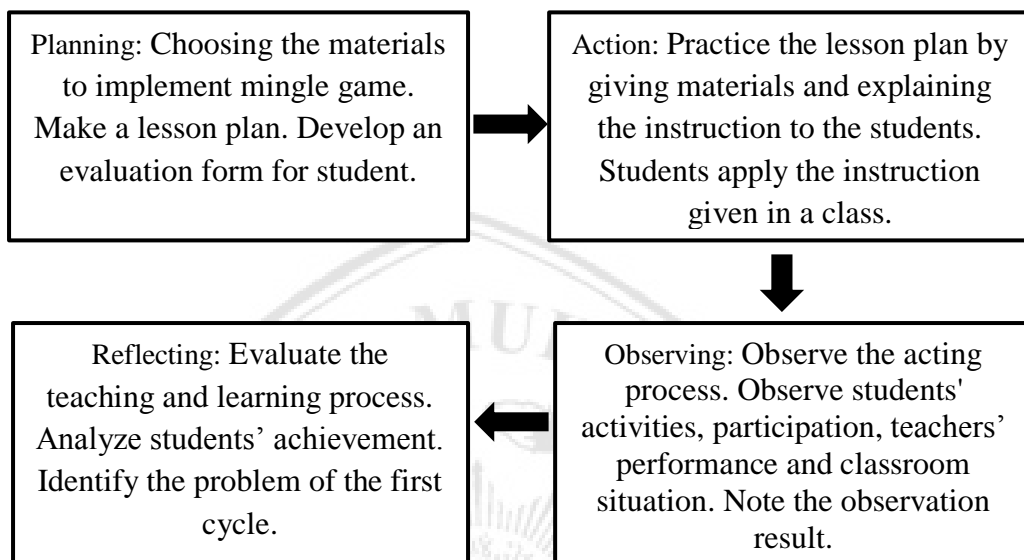 Planning: Choosing the materials
to implement mingle game.
Make a lesson plan. Develop an
evaluation form for student.
Action: Practice the lesson plan by
giving materials and explaining
the instruction to the students.
Students apply the instruction
given in a class.
Observing: Observe the acting
process. Observe students'
activities, participation, teachers’
performance and classroom
situation. Note the observation
result.
Reflecting: Evaluate the
teaching and learning process.
Analyze students’ achievement.
Identify the problem of the first
cycle.